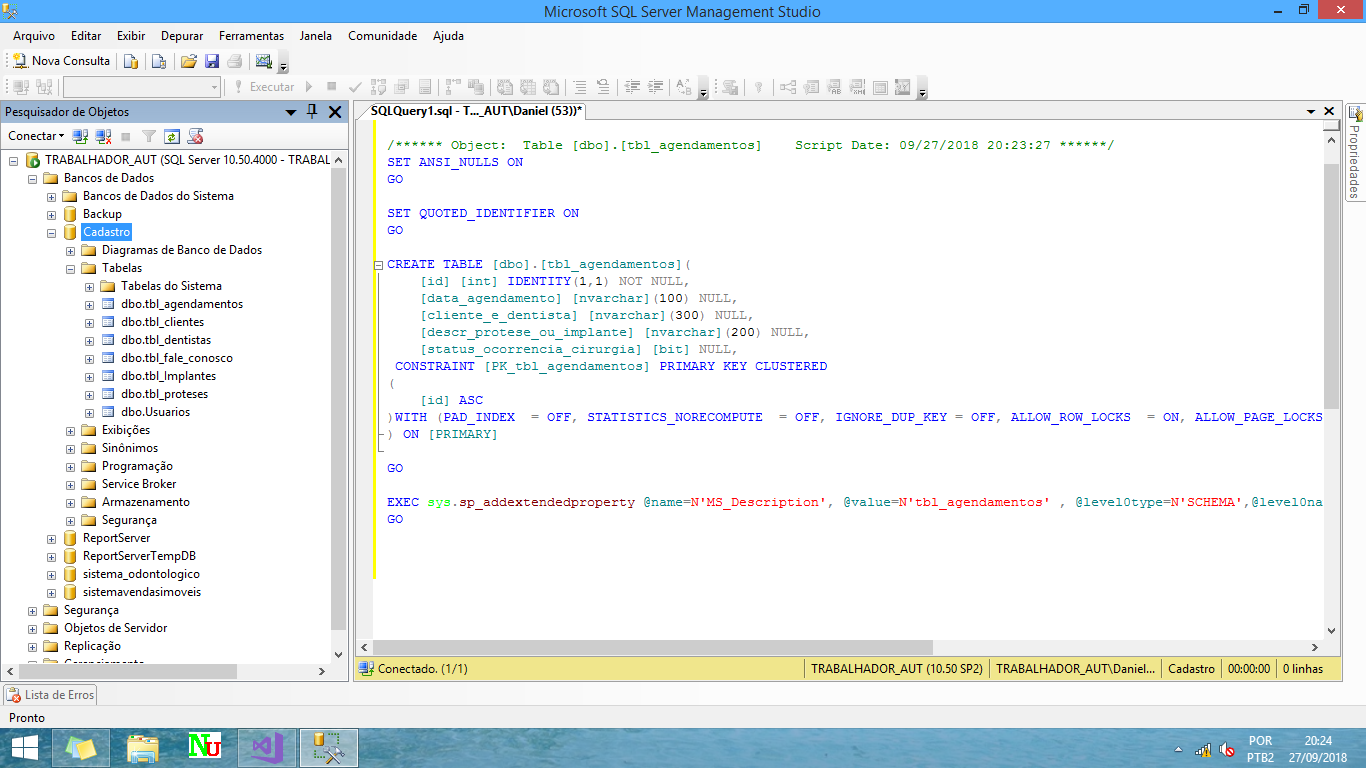 Microsoft SQL Server Management Studio
Arquivo Editar Exibir Depurar Ferramentas Janela Comunidade Ajuda
Nova Consulta
Executar
Pesquisador de Objetos
Conectar
TRABALHADOR_AUT (SQL Server 10.50.4000 - TRABAL
Bancos de Dados
Bancos de Dados do Sistema
Backup
Cadastro
Diagramas de Banco de Dados
Tabelas
Tabelas do Sistema
dbo.tbl_agendamentos
dbo.tbl_clientes
dbo.tbl_dentistas
dbo.tbl_fale_conosco
dbo.tbl_Implantes
dbo.tbl_proteses
dbo.Usuarios
Exibições
Sinônimos
Programação
Service Broker
Armazenamento
Segurança
ReportServer
ReportServerTempDB
sistema_odontologico
sistemavendasimoveis
Segurança
Objetos de Servidor
Replicação
SQLQuery1.sql - T..._AUT\Daniel (53))*
/****** Object:  Table [dbo].[tbl_agendamentos]    Script Date: 09/27/2018 20:23:27 ******/
SET ANSI_NULLS ON
GO
SET QUOTED_IDENTIFIER ON
GO
CREATE TABLE [dbo].[tbl_agendamentos](
[id] [int] IDENTITY(1,1) NOT NULL,
[data_agendamento] [nvarchar](100) NULL,
[cliente_e_dentista] [nvarchar](300) NULL,
[descr_protese_ou_implante] [nvarchar](200) NULL,
[status_ocorrencia_cirurgia] [bit] NULL,
CONSTRAINT [PK_tbl_agendamentos] PRIMARY KEY CLUSTERED
(
[id] ASC
)WITH (PAD_INDEX  = OFF, STATISTICS_NORECOMPUTE  = OFF, IGNORE_DUP_KEY = OFF, ALLOW_ROW_LOCKS  = ON, ALLOW_PAGE_LOCKS
) ON [PRIMARY]
GO
EXEC sys.sp_addextendedproperty @name=N'MS_Description', @value=N'tbl_agendamentos' , @level0type=N'SCHEMA',@level0na
GO
Propriedades
Conectado. (1/1)
TRABALHADOR_AUT (10.50 SP2) TRABALHADOR_AUT\Daniel... Cadastro 00:00:00 0 linhas
Lista de Erros
Pronto
NU
POR
PTB2
20:24
27/09/2018